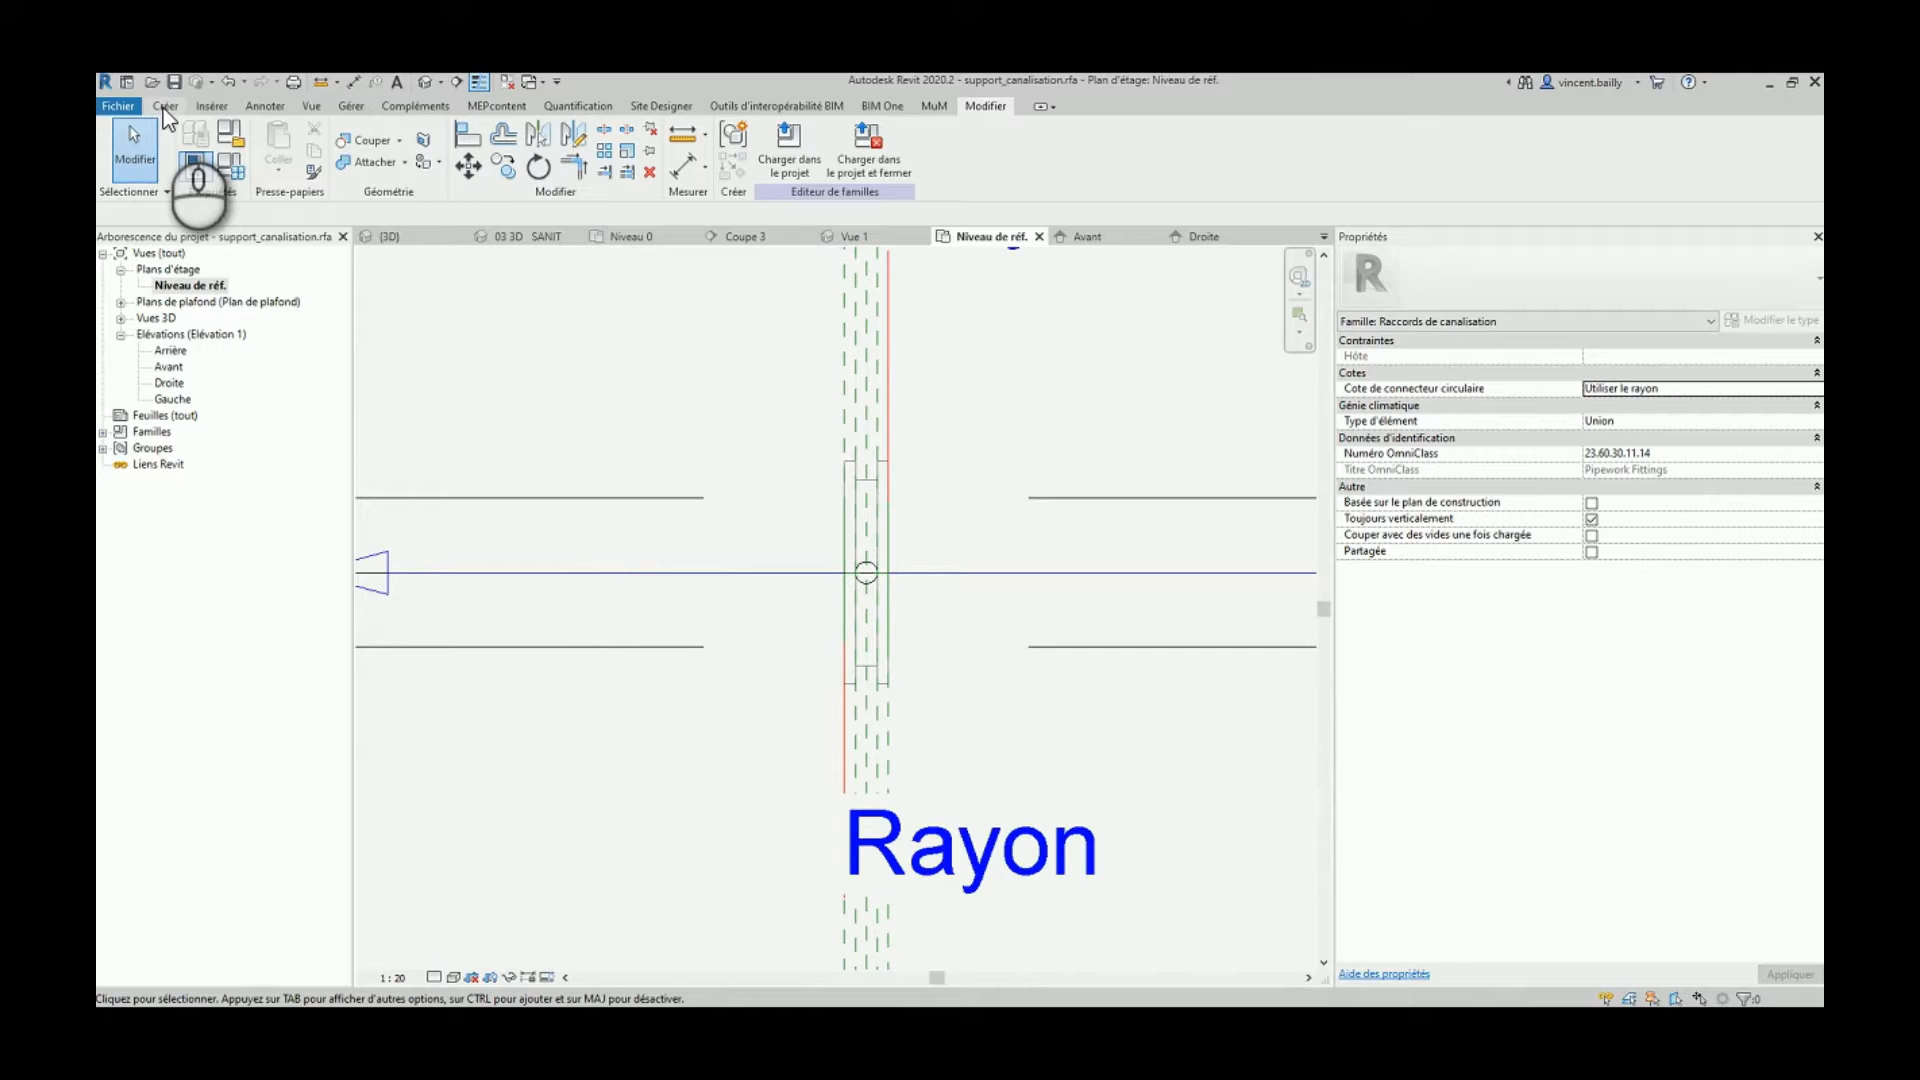 Autodesk Revit 2020.2 - support_canalisation.rfa - Plan d'étage: Niveau de réf.
vincent.bailly
Fichier Créer Insérer Annoter Vue Gérer Compléments MEPcontent Quantification Site Designer Outils d'interopérabilité BIM BIM One MuM Modifier
Modifier
Coller
Couper
Attacher
Charger dans le projet
Charger dans le projet et fermer
Sélectionner
Presse-papiers
Géométrie
Modifier
Mesurer
Créer
Editeur de familles
Arborescence du projet - support_canalisation.rfa
{3D}
03 3D SANIT
Niveau 0
Coupe 3
Vue 1
Niveau de réf.
Avant
Droite
Propriétés
Vues (tout)
Plans d'étage
Niveau de réf.
Plans de plafond (Plan de plafond)
Vues 3D
Elévations (Elévation 1)
Arrière
Avant
Droite
Gauche
Feuilles (tout)
Familles
Groupes
Liens Revit
Rayon
Famille: Raccords de canalisation
Modifier le type
Contraintes
Hôte
Cotes
Cote de connecteur circulaire Utiliser le rayon
Génie climatique
Type d'élément Union
Données d'identification
Numéro OmniClass 23.60.30.11.14
Titre OmniClass Pipework Fittings
Autre
Basée sur le plan de construction
Toujours verticalement
Couper avec des vides une fois chargée
Partagée
Aide des propriétés
Appliquer
1 : 20
Cliquez pour sélectionner. Appuyez sur TAB pour afficher d'autres options, sur CTRL pour ajouter et sur MAJ pour désactiver.
:0